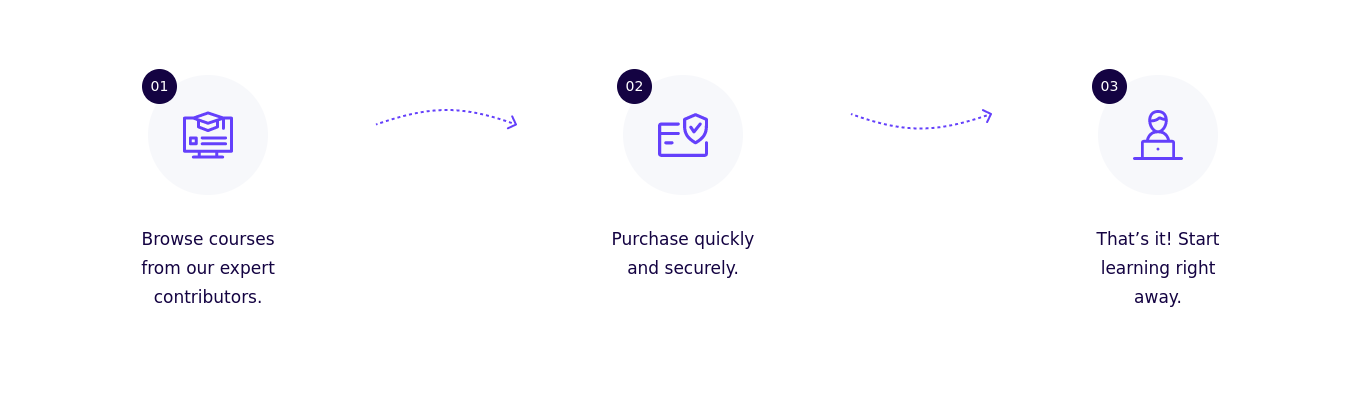 01
Browse courses
from our expert
contributors.
02
Purchase quickly
and securely.
03
That’s it! Start
learning right
away.